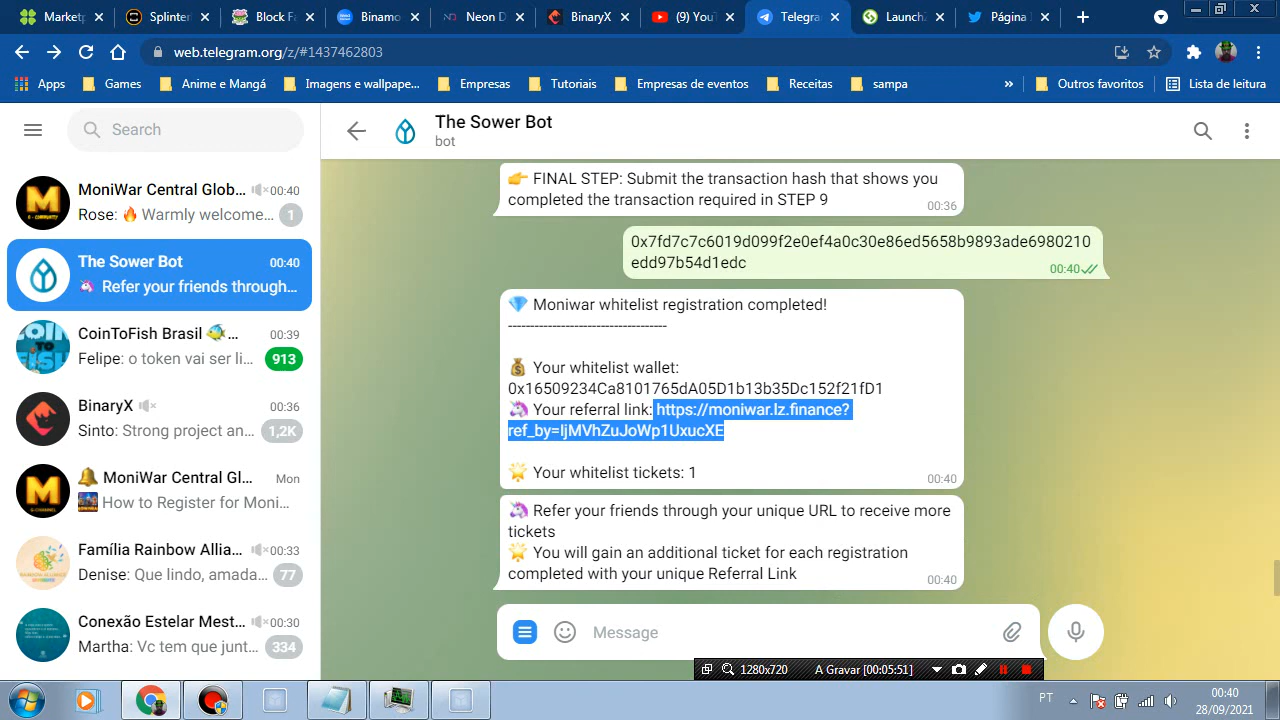 Marketp
Splinterl
Block Fa
Binamo
Neon D
BinaryX
(9) YouT
Telegra
LaunchZ
Página I
web.telegram.org/z/#1437462803
Apps
Games
Anime e Mangá
Imagens e wallpape...
Empresas
Tutoriais
Empresas de eventos
Receitas
sampa
»
Outros favoritos
Lista de leitura
Search
MoniWar Central Glob... 00:40
Rose: 🔥 Warmly welcome... 1
The Sower Bot 00:40
🦄 Refer your friends through...
CoinToFish Brasil 🐠... 00:39
Felipe: o token vai ser li... 913
BinaryX 00:36
Sinto: Strong project an... 1,2K
🔔 MoniWar Central Gl... Mon
How to Register for Moni...
Família Rainbow Allia... 00:33
Denise: Que lindo, amada... 77
Conexão Estelar Mest... 00:30
Martha: Vc tem que junt... 334
The Sower Bot
bot
👉 FINAL STEP: Submit the transaction hash that shows you
completed the transaction required in STEP 9 00:36
0x7fd7c7c6019d099f2e0ef4a0c30e86ed5658b9893ade6980210
edd97b54d1edc 00:40
💎 Moniwar whitelist registration completed!
-----------------------------------
💰 Your whitelist wallet:
0x16509234Ca8101765dA05D1b13b35Dc152f21fD1
🦄 Your referral link: https://moniwar.lz.finance?
ref_by=ljMVhZuJoWp1UxucXE
🌟 Your whitelist tickets: 1 00:40
🦄 Refer your friends through your unique URL to receive more
tickets
🌟 You will gain an additional ticket for each registration
completed with your unique Referral Link 00:40
Message
1280x720 A Gravar [00:05:51]
PT
00:40
28/09/2021